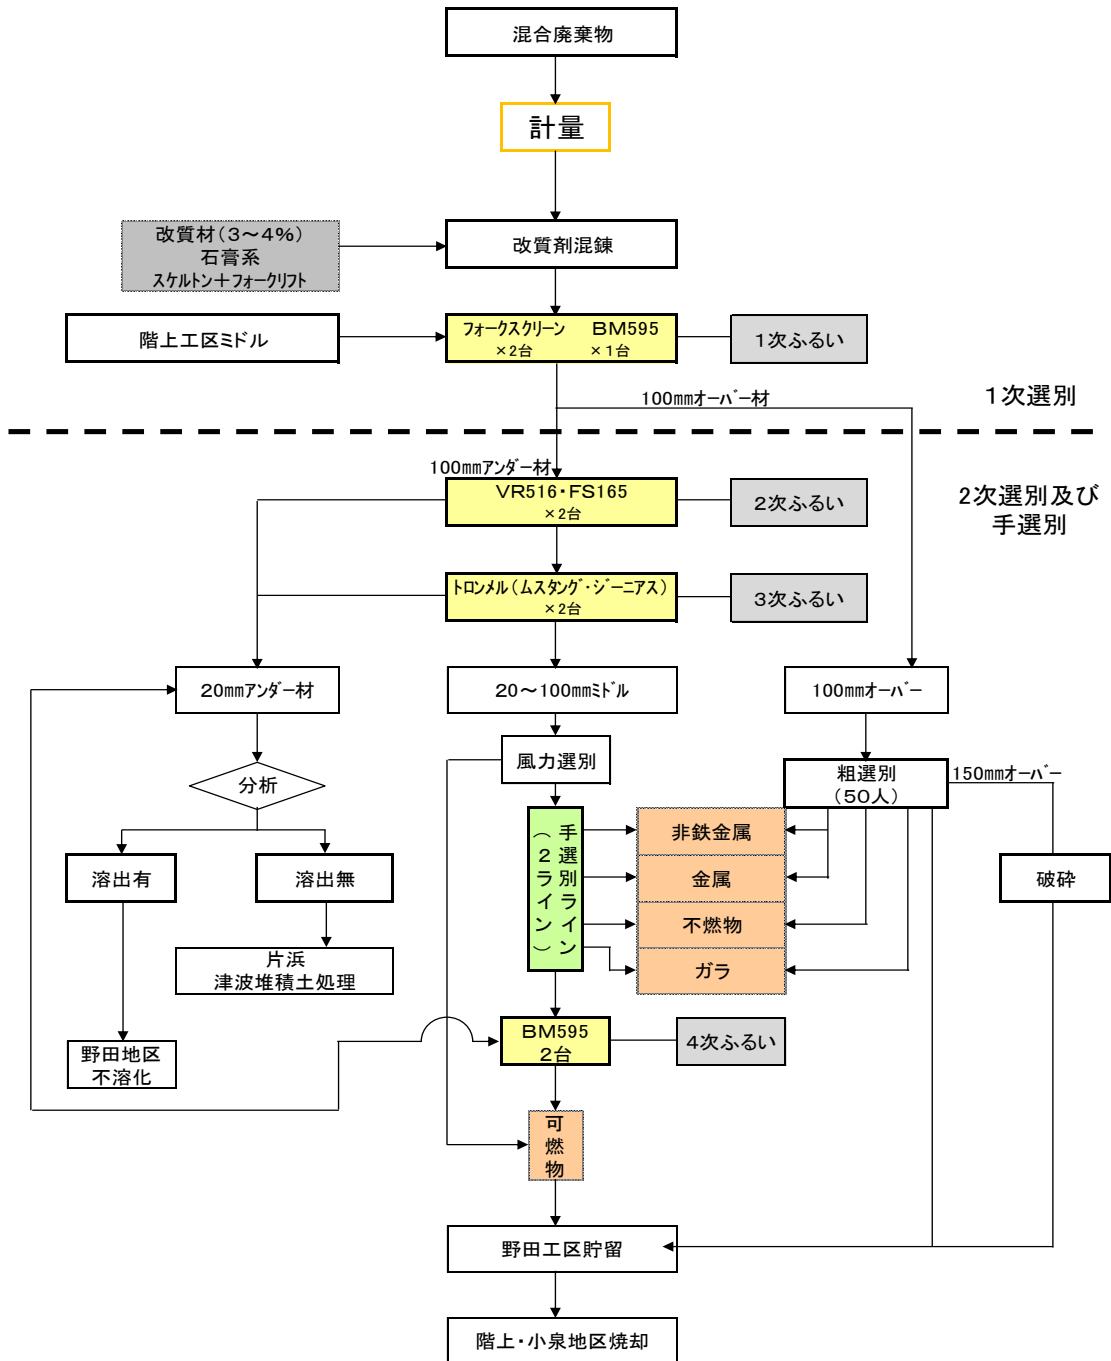 混合廃棄物
計量
改質材(3～4%)
石膏系
スケルトン+フォークリフト
改質剤混錬
階上工区ミドル
フォークスクリーン　BM595
×2台　×1台
1次ふるい
100mmオーバー材
1次選別
100mmアンダー材
VR516・FS165
×2台
2次ふるい
2次選別及び
手選別
トロンメル(ムスタング・ジーニアス)
×2台
3次ふるい
20mmアンダー材
20～100mmミドル
100mmオーバー
分析
風力選別
粗選別
(50人)
150mmオーバー
手選別ライン
(2ライン)
非鉄金属
金属
不燃物
ガラ
溶出有
溶出無
破砕
片浜
津波堆積土処理
野田地区
不溶化
BM595
2台
4次ふるい
可燃物
野田工区貯留
階上・小泉地区焼却